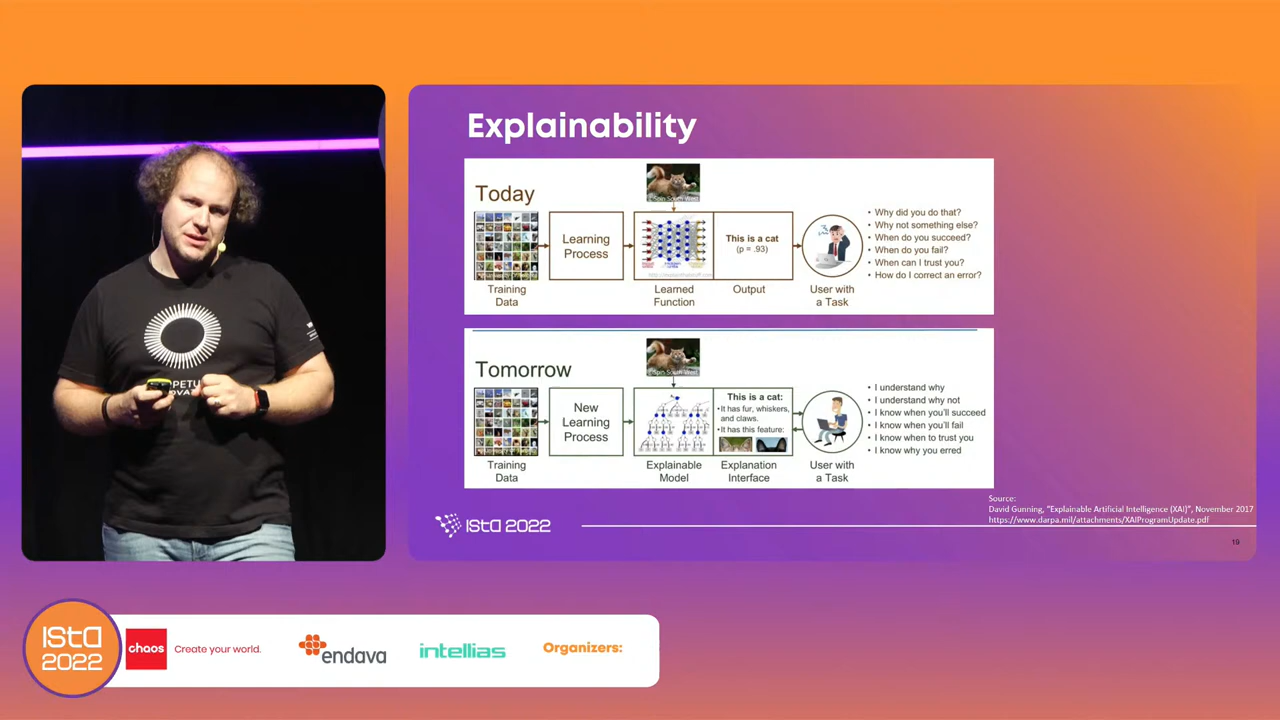 Explainability
Today
© Spin South West
Training
Data
Learning
Process
Learned
Function
This is a cat
(p = .93)
Output
User with
a Task
• Why did you do that?
• Why not something else?
• When do you succeed?
• When do you fail?
• When can I trust you?
• How do I correct an error?
Tomorrow
© Spin South West
Training
Data
New
Learning
Process
Explainable
Model
This is a cat:
• It has fur, whiskers,
and claws.
• It has this feature:
Explanation
Interface
User with
a Task
• I understand why
• I understand why not
• I know when you'll succeed
• I know when you'll fail
• I know when to trust you
• I know why you erred
Source:
David Gunning, "Explainable Artificial Intelligence (XAI)", November 2017
https://www.darpa.mil/attachments/XAIProgramUpdate.pdf
ISTA 2022
19
ISTA
2022
chaos
Create your world.
endava
intellias
Organizers: